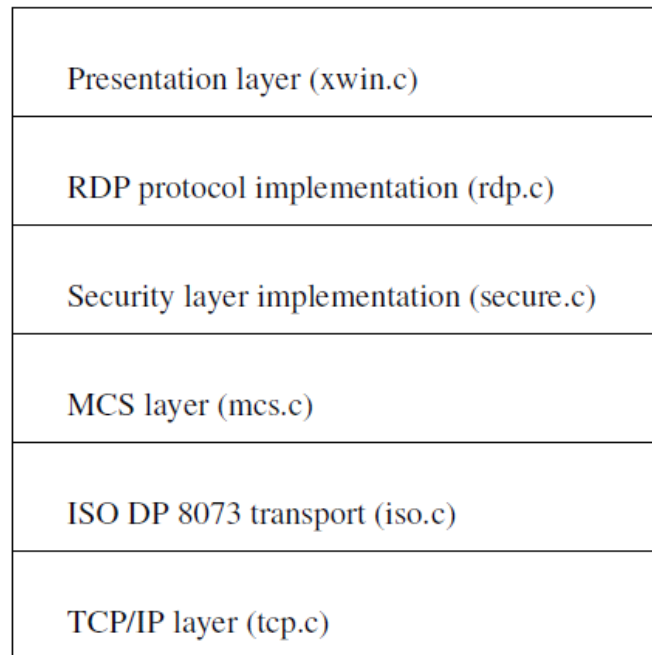 Presentation layer (xwin.c)
RDP protocol implementation (rdp.c)
Security layer implementation (secure.c)
MCS layer (mcs.c)
ISO DP 8073 transport (iso.c)
TCP/IP layer (tcp.c)